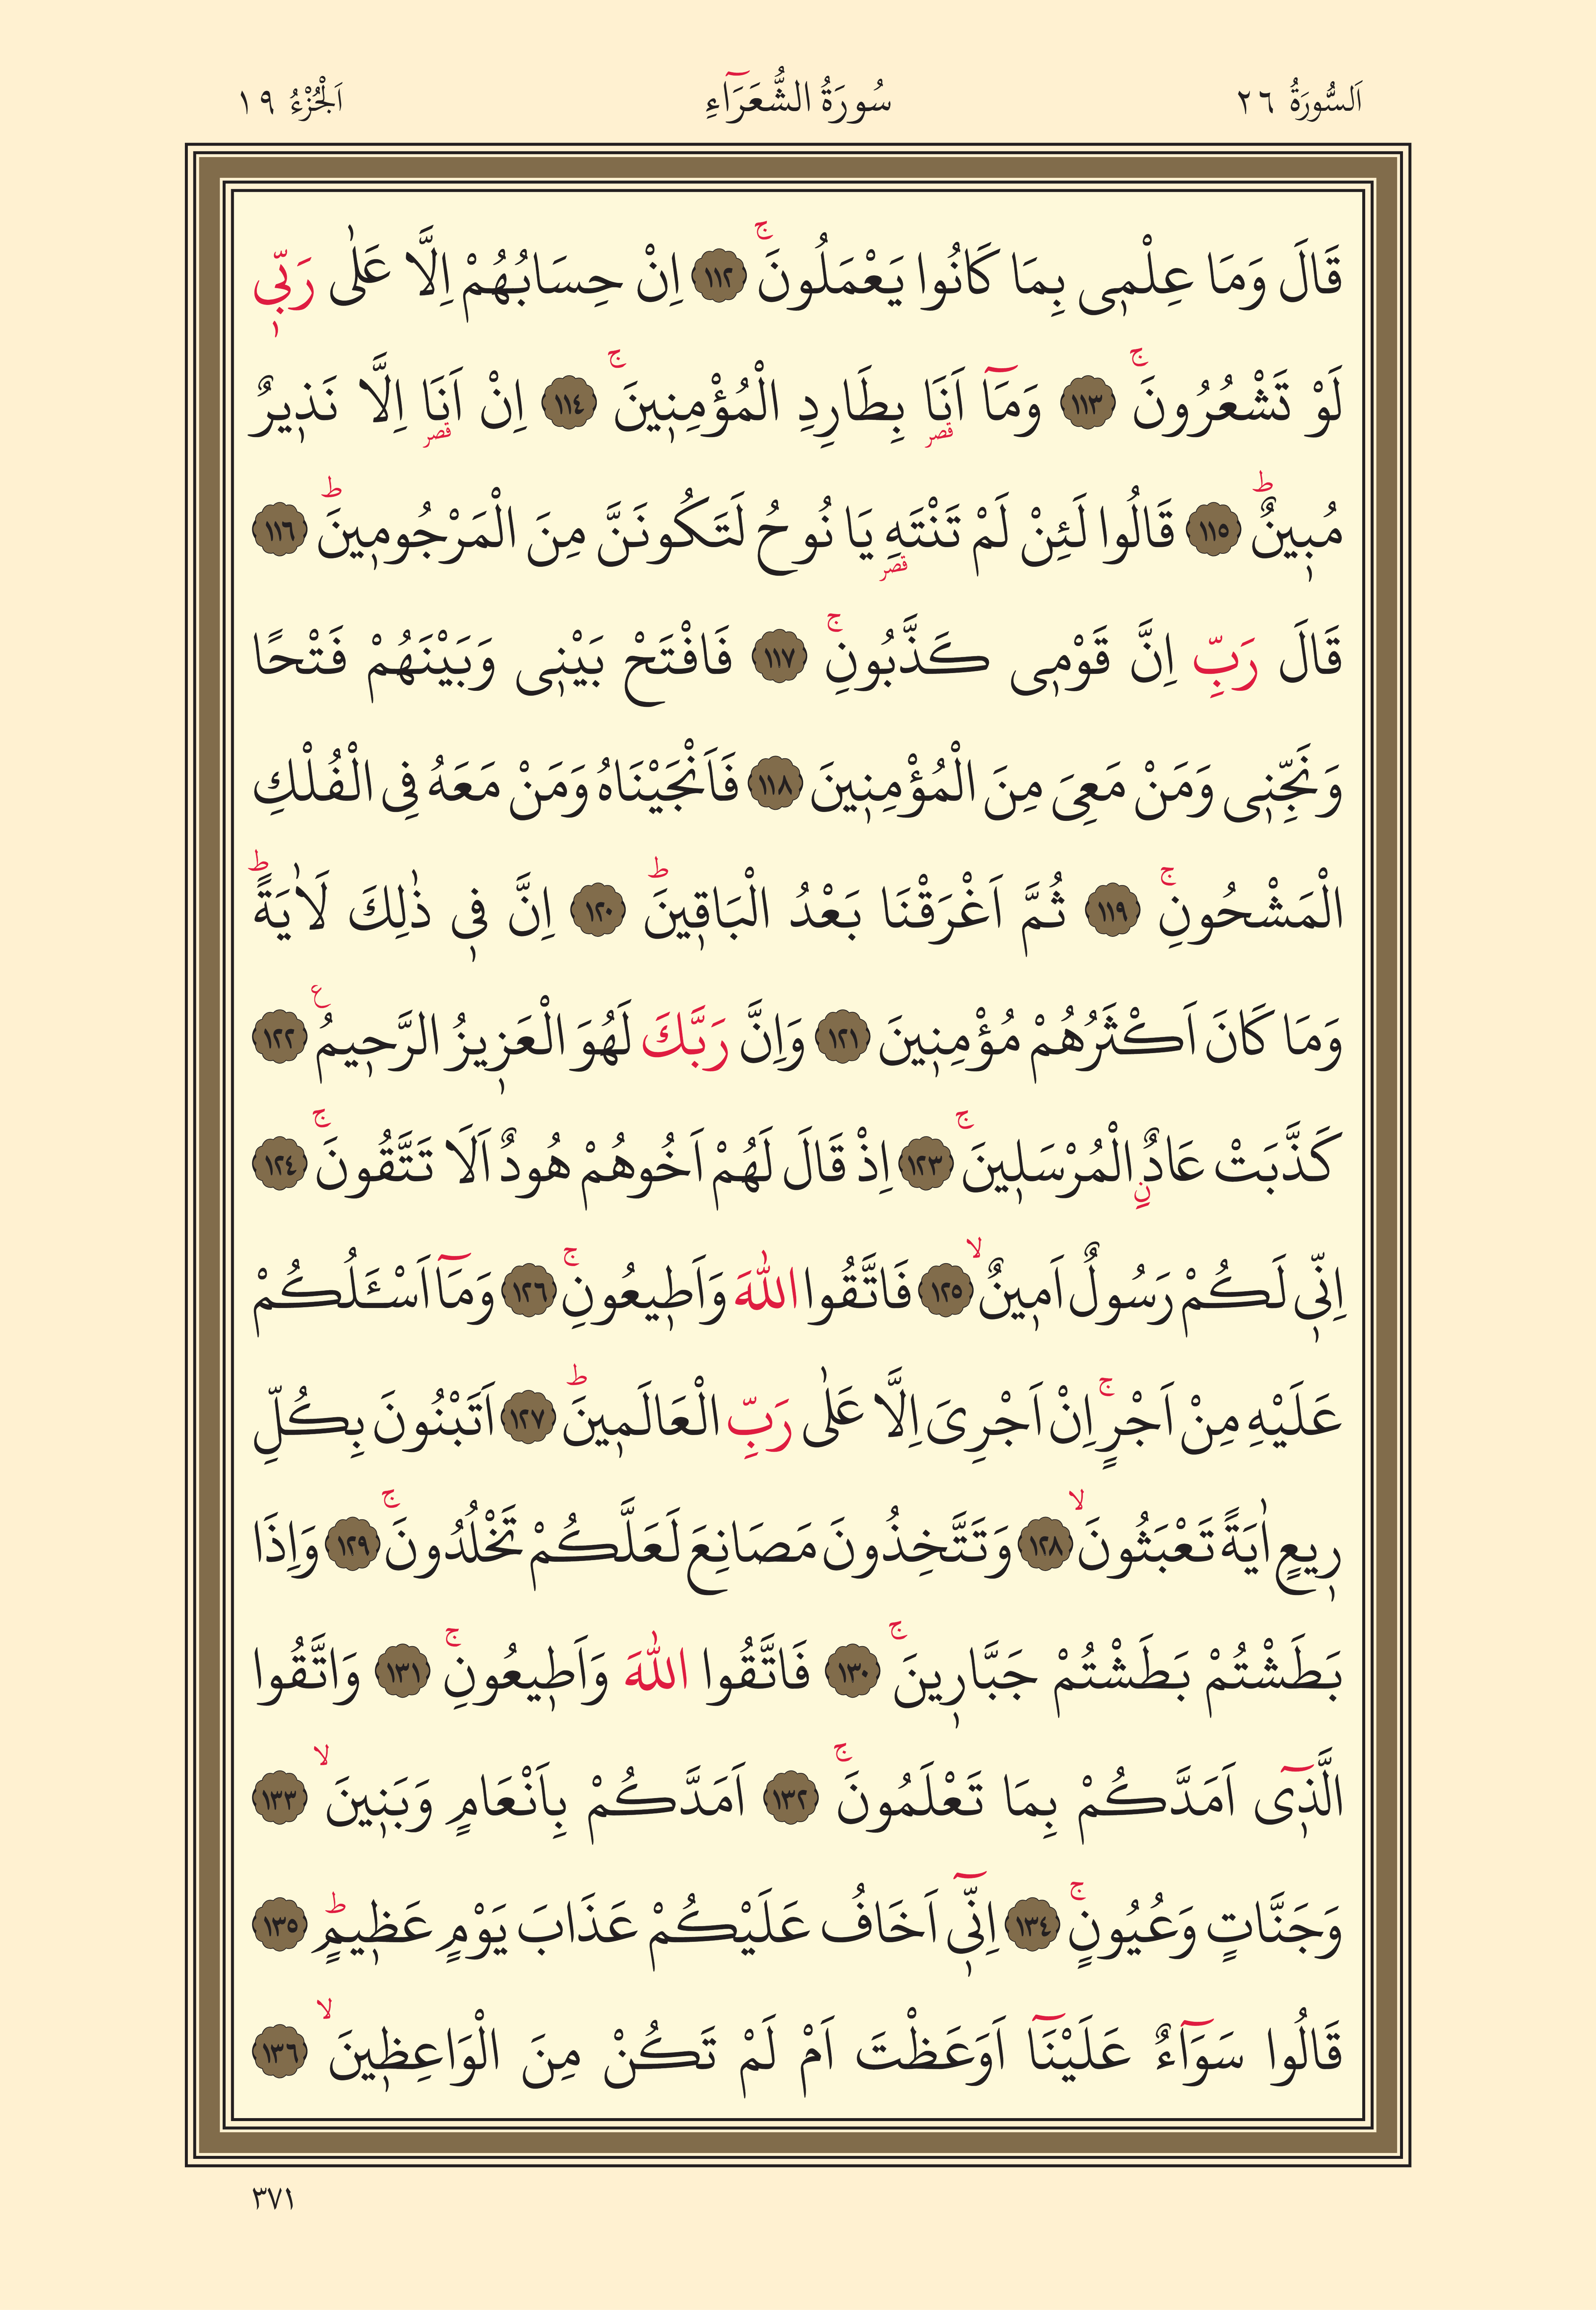 اَلسُّورَةُ ٢٦ سُورَةُ الشُّعَرَٓاءِ اَلْجُزْءُ ١٩
قَالَ وَمَا عِلْمٖى بِمَا كَانُوا يَعْمَلُونَۚ ١١٢ اِنْ حِسَابُهُمْ اِلَّا عَلٰى رَبّٖى
لَوْ تَشْعُرُونَۚ ١١٣ وَمَٓا اَنَا۬ بِطَارِدِ الْمُؤْمِنٖينَۚ ١١٤ اِنْ اَنَا۬ اِلَّا نَذٖيرٌ
مُبٖينٌؕ ١١٥ قَالُوا لَئِنْ لَمْ تَنْتَهِ يَا نُوحُ لَتَكُونَنَّ مِنَ الْمَرْجُومٖينَؕ ١١٦
قَالَ رَبِّ اِنَّ قَوْمٖى كَذَّبُونِۚ ١١٧ فَافْتَحْ بَيْنٖى وَبَيْنَهُمْ فَتْحًا
وَنَجِّنٖى وَمَنْ مَعِىَ مِنَ الْمُؤْمِنٖينَ ١١٨ فَاَنْجَيْنَاهُ وَمَنْ مَعَهُ فِى الْفُلْكِ
الْمَشْحُونِۚ ١١٩ ثُمَّ اَغْرَقْنَا بَعْدُ الْبَاقٖينَؕ ١٢٠ اِنَّ فٖى ذٰلِكَ لَاٰيَةًؕ
وَمَا كَانَ اَكْثَرُهُمْ مُؤْمِنٖينَ ١٢١ وَاِنَّ رَبَّكَ لَهُوَ الْعَزٖيزُ الرَّحٖيمُࣖ ١٢٢
كَذَّبَتْ عَادٌۨ الْمُرْسَلٖينَۚ ١٢٣ اِذْ قَالَ لَهُمْ اَخُوهُمْ هُودٌ اَلَا تَتَّقُونَۚ ١٢٤
اِنّٖى لَكُمْ رَسُولٌ اَمٖينٌۙ ١٢٥ فَاتَّقُوا اللّٰهَ وَاَطٖيعُونِۚ ١٢٦ وَمَٓا اَسْـَٔلُكُمْ
عَلَيْهِ مِنْ اَجْرٍۚ اِنْ اَجْرِىَ اِلَّا عَلٰى رَبِّ الْعَالَمٖينَؕ ١٢٧ اَتَبْنُونَ بِكُلِّ
رٖيعٍ اٰيَةً تَعْبَثُونَۙ ١٢٨ وَتَتَّخِذُونَ مَصَانِعَ لَعَلَّكُمْ تَخْلُدُونَۚ ١٢٩ وَاِذَا
بَطَشْتُمْ بَطَشْتُمْ جَبَّارٖينَۚ ١٣٠ فَاتَّقُوا اللّٰهَ وَاَطٖيعُونِۚ ١٣١ وَاتَّقُوا
الَّذٖٓى اَمَدَّكُمْ بِمَا تَعْلَمُونَۚ ١٣٢ اَمَدَّكُمْ بِاَنْعَامٍ وَبَنٖينَۙ ١٣٣
وَجَنَّاتٍ وَعُيُونٍۚ ١٣٤ اِنّٖٓى اَخَافُ عَلَيْكُمْ عَذَابَ يَوْمٍ عَظٖيمٍؕ ١٣٥
قَالُوا سَوَٓاءٌ عَلَيْنَٓا اَوَعَظْتَ اَمْ لَمْ تَكُنْ مِنَ الْوَاعِظٖينَۙ ١٣٦
٣٧١